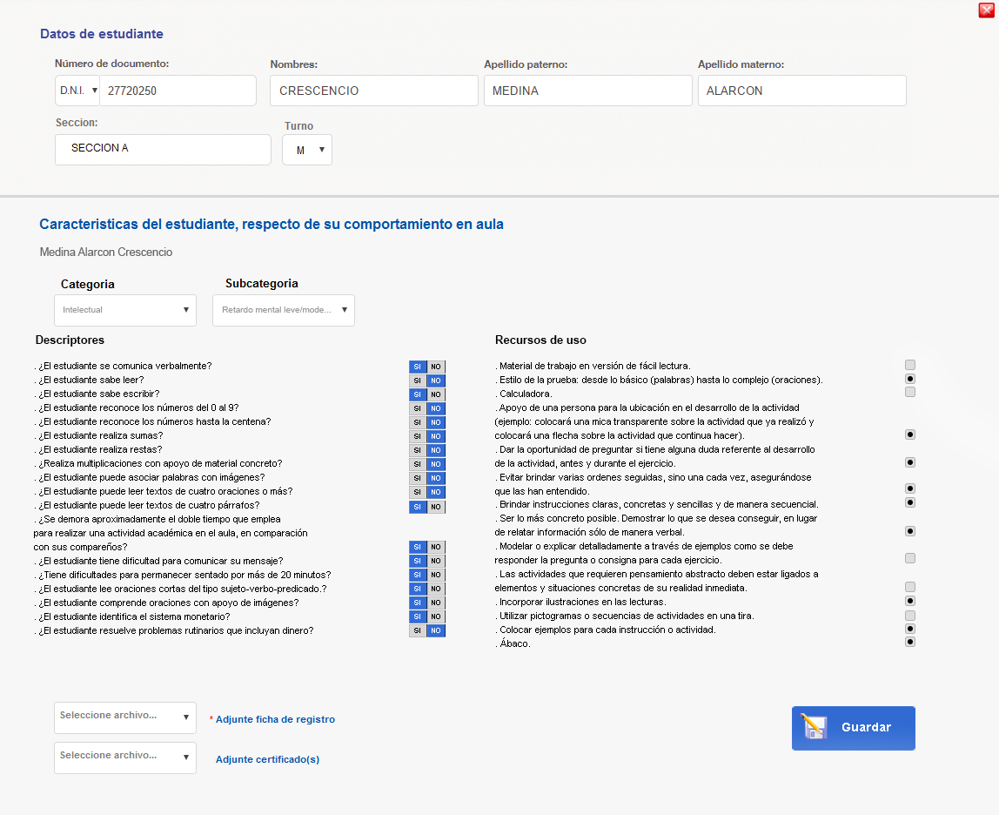 Datos de estudiante
Número de documento:
Nombres:
Apellido paterno:
Apellido materno:
D.N.I. ▼ 27720250
CRESCENCIO
MEDINA
ALARCON
Seccion:
Turno
SECCION A
M ▼
Caracteristicas del estudiante, respecto de su comportamiento en aula
Medina Alarcon Crescencio
Categoria
Subcategoria
Intelectual ▼
Retardo mental leve/mode... ▼
Descriptores
. ¿El estudiante se comunica verbalmente? SI NO
. ¿El estudiante sabe leer? SI NO
. ¿El estudiante sabe escribir? SI NO
. ¿El estudiante reconoce los números del 0 al 9? SI NO
. ¿El estudiante reconoce los números hasta la centena? SI NO
. ¿El estudiante realiza sumas? SI NO
. ¿El estudiante realiza restas? SI NO
. ¿Realiza multiplicaciones con apoyo de material concreto? SI NO
. ¿El estudiante puede asociar palabras con imágenes? SI NO
. ¿El estudiante puede leer textos de cuatro oraciones o más? SI NO
. ¿El estudiante puede leer textos de cuatro párrafos? SI NO
. ¿Se demora aproximadamente el doble tiempo que emplea
para realizar una actividad académica en el aula, en comparación
con sus compareños? SI NO
. ¿El estudiante tiene dificultad para comunicar su mensaje? SI NO
. ¿Tiene dificultades para permanecer sentado por más de 20 minutos? SI NO
. ¿El estudiante lee oraciones cortas del tipo sujeto-verbo-predicado.? SI NO
. ¿El estudiante comprende oraciones con apoyo de imágenes? SI NO
. ¿El estudiante identifica el sistema monetario? SI NO
. ¿El estudiante resuelve problemas rutinarios que incluyan dinero? SI NO
Recursos de uso
. Material de trabajo en versión de fácil lectura.
. Estilo de la prueba: desde lo básico (palabras) hasta lo complejo (oraciones).
. Calculadora.
. Apoyo de una persona para la ubicación en el desarrollo de la actividad
(ejemplo: colocará una mica transparente sobre la actividad que ya realizó y
colocará una flecha sobre la actividad que continua hacer).
. Dar la oportunidad de preguntar si tiene alguna duda referente al desarrollo
de la actividad, antes y durante el ejercicio.
. Evitar brindar varias ordenes seguidas, sino una cada vez, asegurándose
que las han entendido.
. Brindar instrucciones claras, concretas y sencillas y de manera secuencial.
. Ser lo más concreto posible. Demostrar lo que se desea conseguir, en lugar
de relatar información sólo de manera verbal.
. Modelar o explicar detalladamente a través de ejemplos como se debe
responder la pregunta o consigna para cada ejercicio.
. Las actividades que requieren pensamiento abstracto deben estar ligados a
elementos y situaciones concretas de su realidad inmediata.
. Incorporar ilustraciones en las lecturas.
. Utilizar pictogramas o secuencias de actividades en una tira.
. Colocar ejemplos para cada instrucción o actividad.
. Ábaco.
Seleccione archivo... ▼
* Adjunte ficha de registro
Seleccione archivo... ▼
Adjunte certificado(s)
Guardar